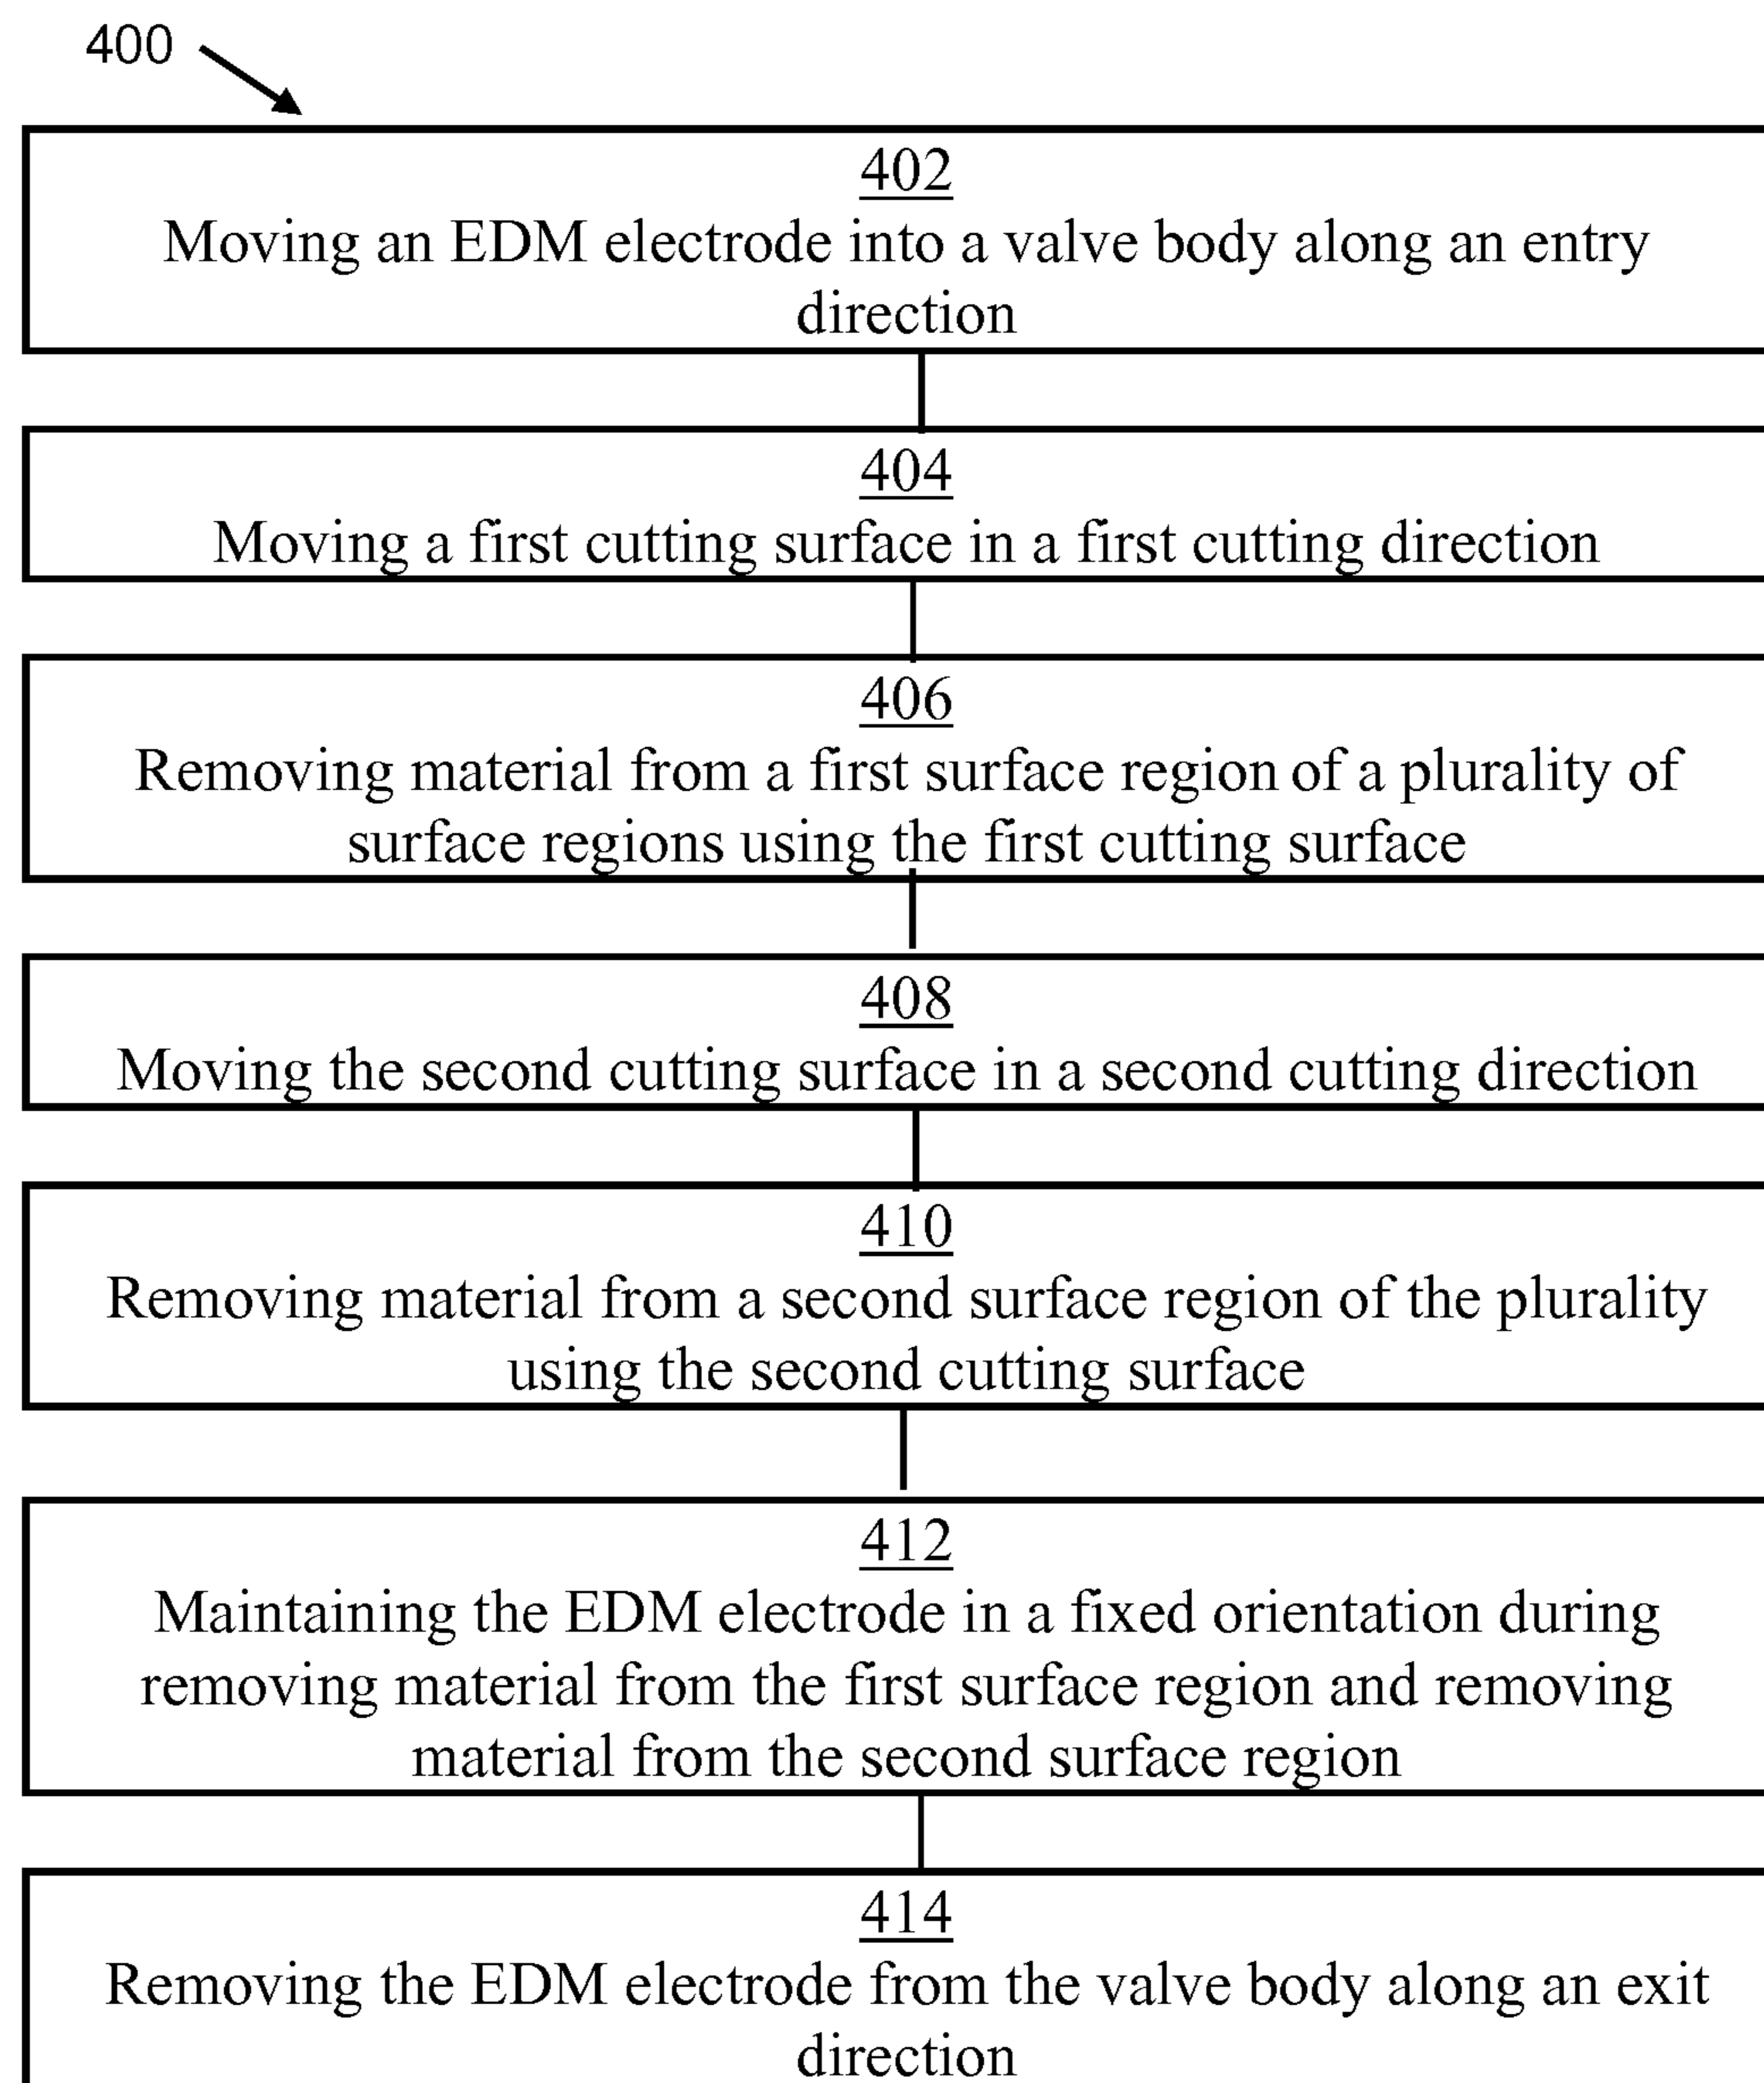 400
402
Moving an EDM electrode into a valve body along an entry
direction
404
Moving a first cutting surface in a first cutting direction
406
Removing material from a first surface region of a plurality of
surface regions using the first cutting surface
408
Moving the second cutting surface in a second cutting direction
410
Removing material from a second surface region of the plurality
using the second cutting surface
412
Maintaining the EDM electrode in a fixed orientation during
removing material from the first surface region and removing
material from the second surface region
414
Removing the EDM electrode from the valve body along an exit
direction